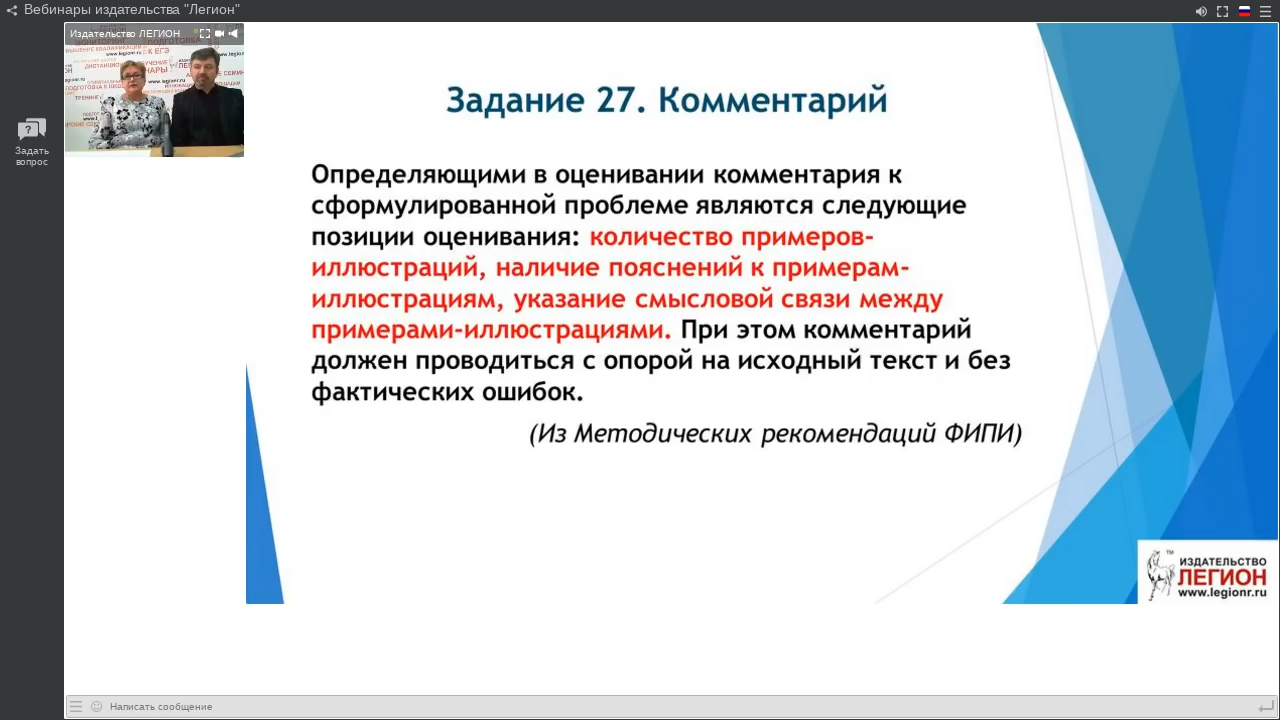 Вебинары издательства "Легион"
Издательство ЛЕГИОН
Задать
вопрос
Задание 27. Комментарий
Определяющими в оценивании комментария к
сформулированной проблеме являются следующие
позиции оценивания: количество примеров-
иллюстраций, наличие пояснений к примерам-
иллюстрациям, указание смысловой связи между
примерами-иллюстрациями. При этом комментарий
должен проводиться с опорой на исходный текст и без
фактических ошибок.
(Из Методических рекомендаций ФИПИ)
TM
ИЗДАТЕЛЬСТВО
ЛЕГИОН
www.legionr.ru
Написать сообщение